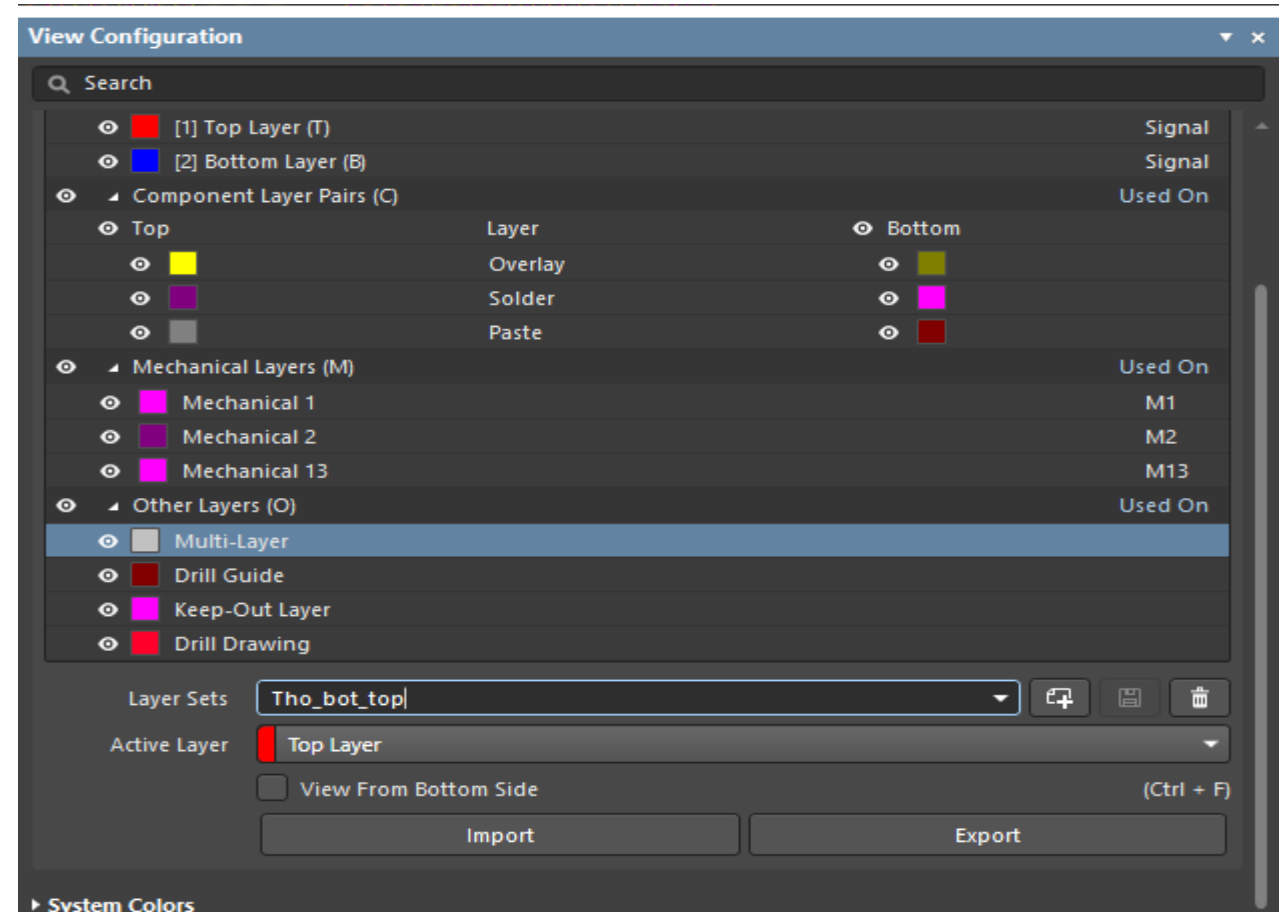 View Configuration
Search
[1] Top Layer (T) Signal
[2] Bottom Layer (B) Signal
Component Layer Pairs (C) Used On
Top Layer Bottom
Overlay
Solder
Paste
Mechanical Layers (M) Used On
Mechanical 1 M1
Mechanical 2 M2
Mechanical 13 M13
Other Layers (O) Used On
Multi-Layer
Drill Guide
Keep-Out Layer
Drill Drawing
Layer Sets Tho_bot_top
Active Layer Top Layer
View From Bottom Side (Ctrl + F)
Import Export
System Colors